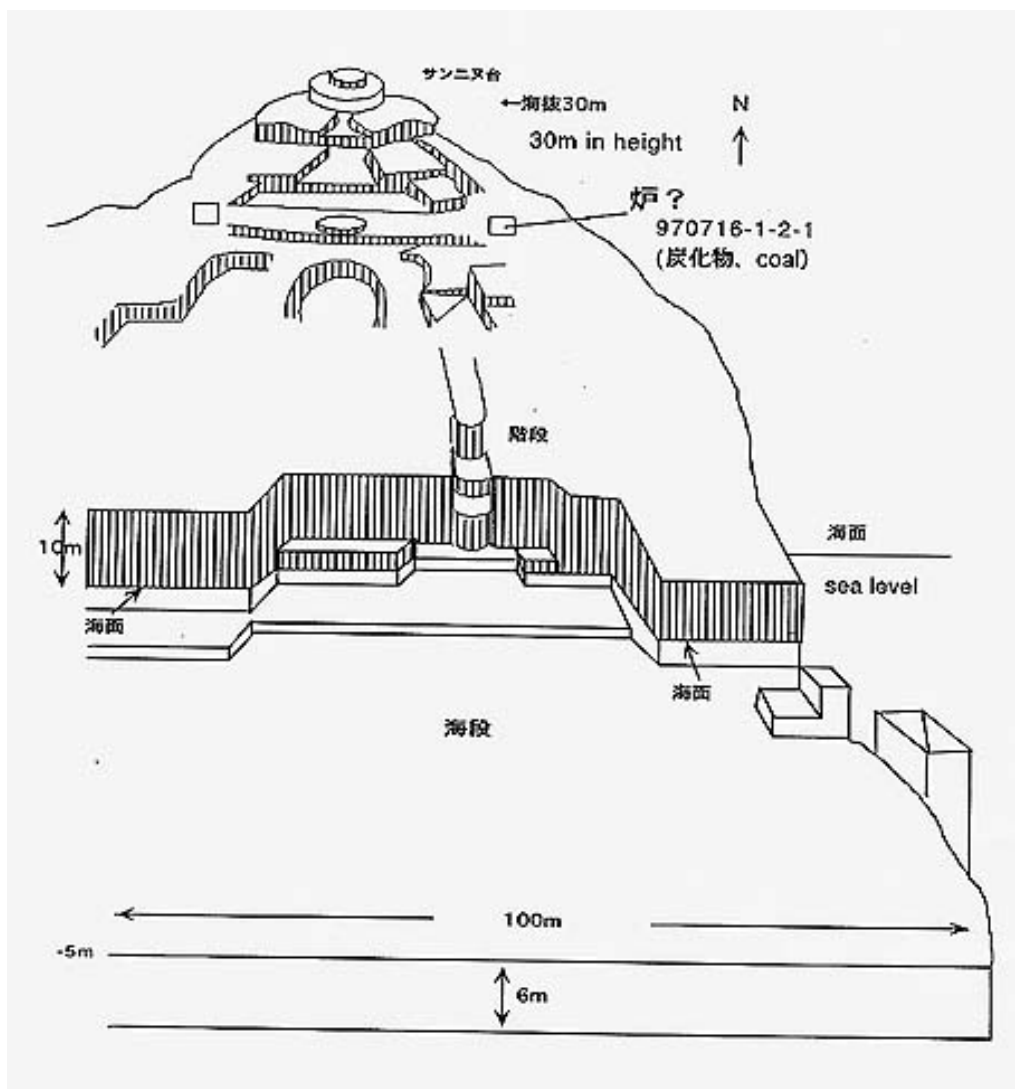 サンニヌ台
←海抜30m
30m in height
N
炉？
970716-1-2-1
(炭化物、coal)
階段
10m
海面
sea level
海面
海面
海段
100m
-5m
6m